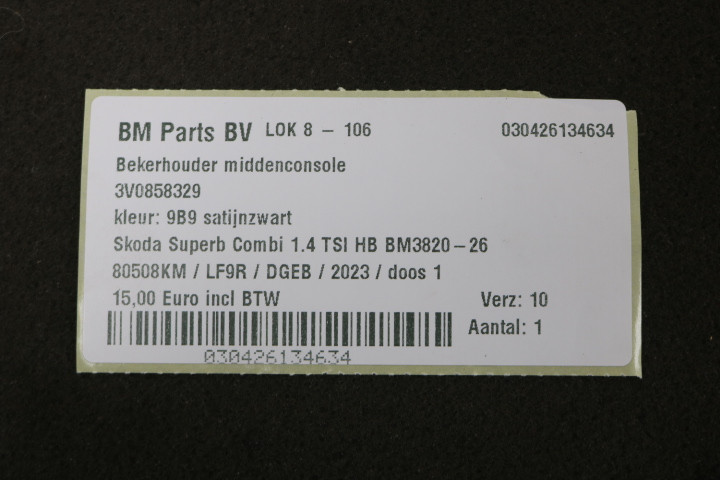 BM Parts BV LOK 8 - 106 030426134634
Bekerhouder middenconsole
3V0858329
kleur: 9B9 satijnzwart
Skoda Superb Combi 1.4 TSI HB BM3820-26
80508KM / LF9R / DGEB / 2023 / doos 1
15,00 Euro incl BTW Verz: 10
Aantal: 1
030426134634